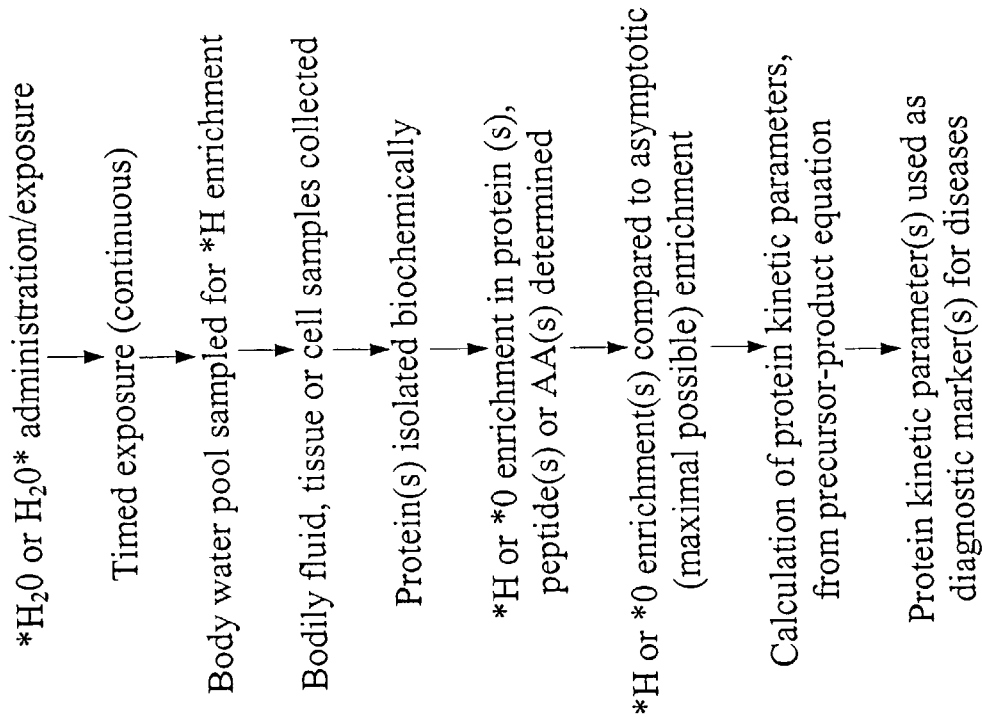 *H₂0 or H₂0* administration/exposure
Timed exposure (continuous)
Body water pool sampled for *H enrichment
Bodily fluid, tissue or cell samples collected
Protein(s) isolated biochemically
*H or *0 enrichment in protein (s),
peptide(s) or AA(s) determined
*H or *0 enrichment(s) compared to asymptotic
(maximal possible) enrichment
Calculation of protein kinetic parameters,
from precursor-product equation
Protein kinetic parameter(s) used as
diagnostic marker(s) for diseases